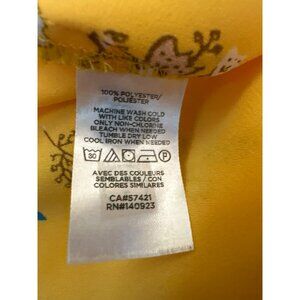 100% POLYESTER/
POLIESTER
MACHINE WASH COLD
WITH LIKE COLORS
ONLY NON-CHLORINE
BLEACH WHEN NEEDED
TUMBLE DRY LOW
COOL IRON WHEN NEEDED
AVEC DES COULEURS
SEMBLABLES / CON
COLORES SIMILARES
CA#57421
RN#140923